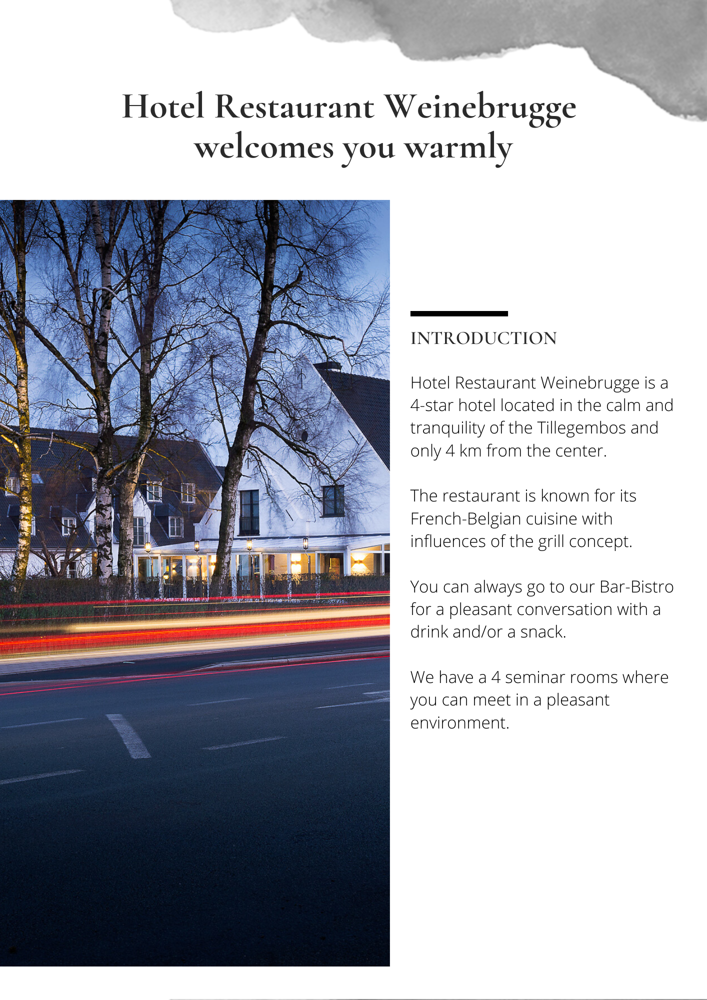 Hotel Restaurant Weinebrugge
welcomes you warmly
INTRODUCTION
Hotel Restaurant Weinebrugge is a
4-star hotel located in the calm and
tranquility of the Tillegembos and
only 4 km from the center.
The restaurant is known for its
French-Belgian cuisine with
influences of the grill concept.
You can always go to our Bar-Bistro
for a pleasant conversation with a
drink and/or a snack.
We have a 4 seminar rooms where
you can meet in a pleasant
environment.